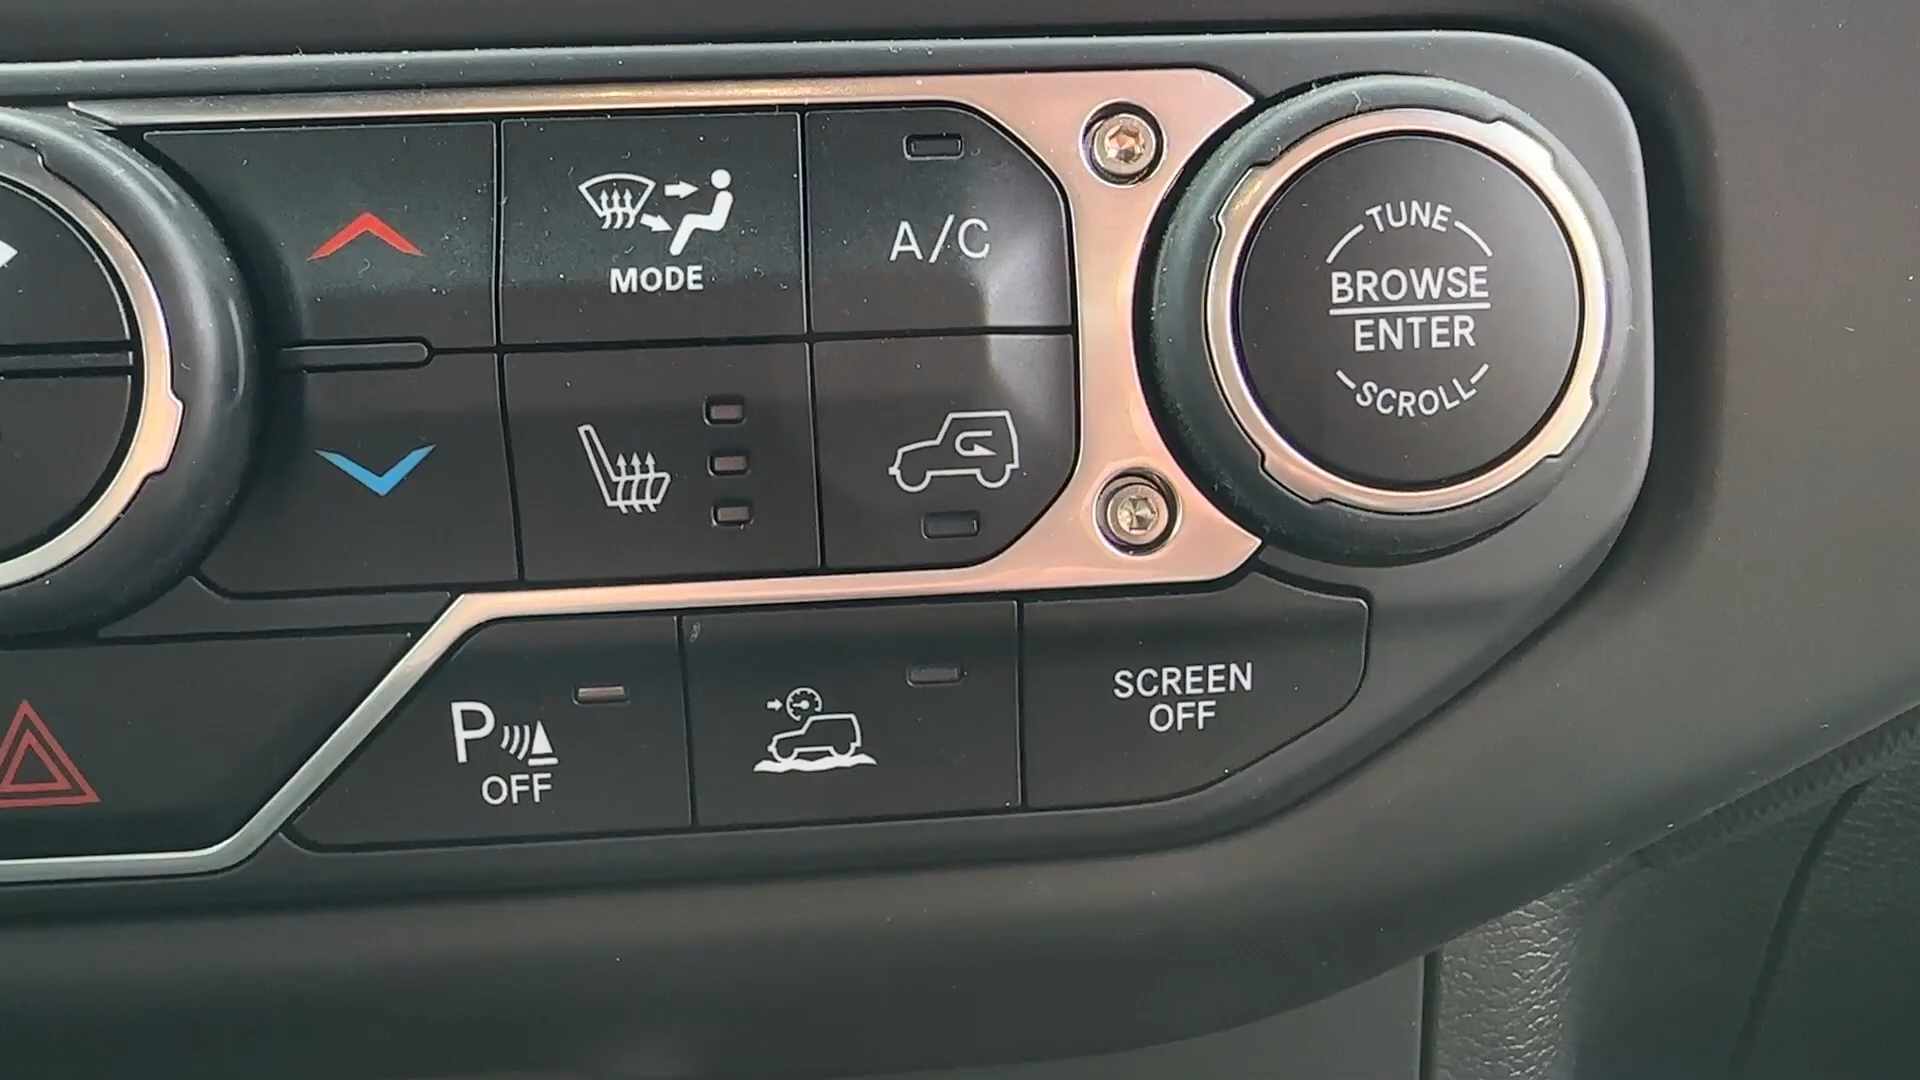 MODE
A/C
TUNE
BROWSE
ENTER
SCROLL
P
OFF
SCREEN
OFF